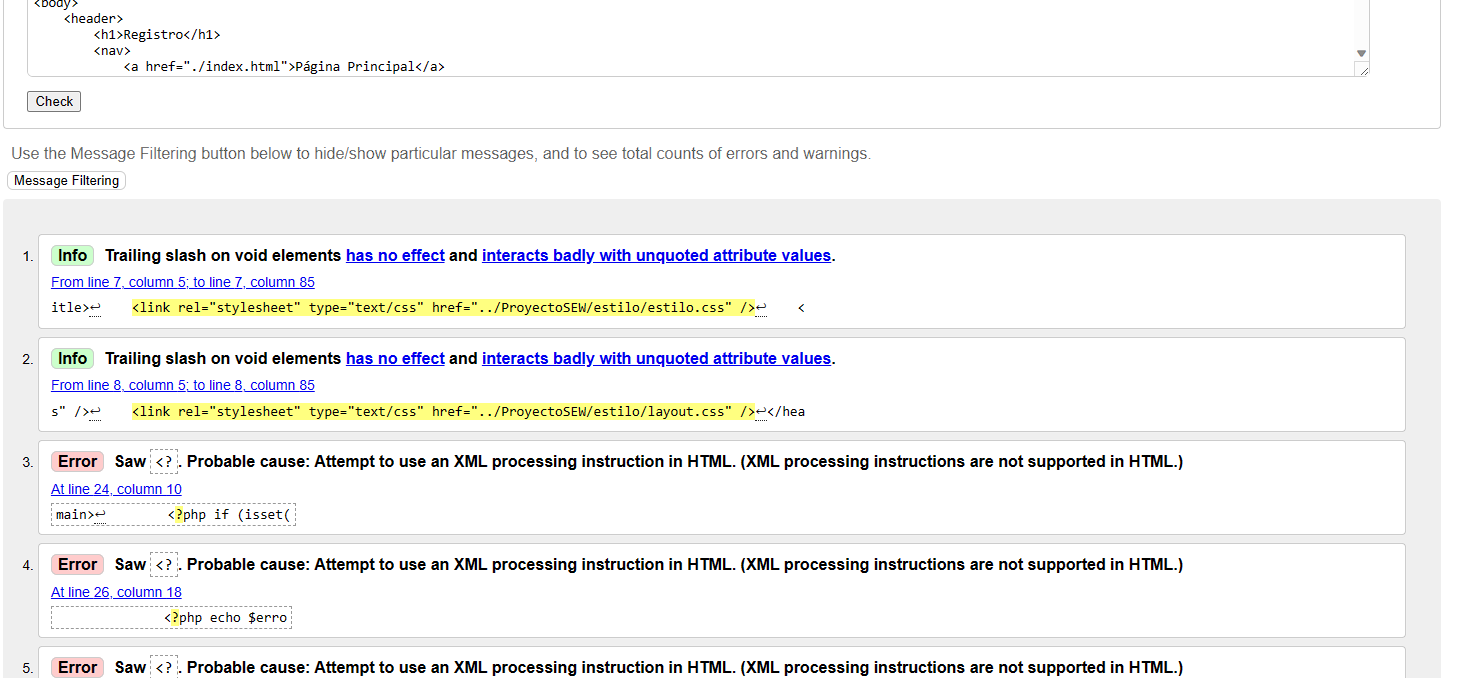 <body>
<header>
<h1>Registro</h1>
<nav>
<a href="./index.html">Página Principal</a>
Check
Use the Message Filtering button below to hide/show particular messages, and to see total counts of errors and warnings.
Message Filtering
1. Info Trailing slash on void elements has no effect and interacts badly with unquoted attribute values.
From line 7, column 5; to line 7, column 85
itle>↩ <link rel="stylesheet" type="text/css" href="../ProyectoSEW/estilo/estilo.css" />↩ <
2. Info Trailing slash on void elements has no effect and interacts badly with unquoted attribute values.
From line 8, column 5; to line 8, column 85
s" />↩ <link rel="stylesheet" type="text/css" href="../ProyectoSEW/estilo/layout.css" />↩</hea
3. Error Saw <?. Probable cause: Attempt to use an XML processing instruction in HTML. (XML processing instructions are not supported in HTML.)
At line 24, column 10
main>↩ <?php if (isset(
4. Error Saw <?. Probable cause: Attempt to use an XML processing instruction in HTML. (XML processing instructions are not supported in HTML.)
At line 26, column 18
<?php echo $erro
5. Error Saw <?. Probable cause: Attempt to use an XML processing instruction in HTML. (XML processing instructions are not supported in HTML.)